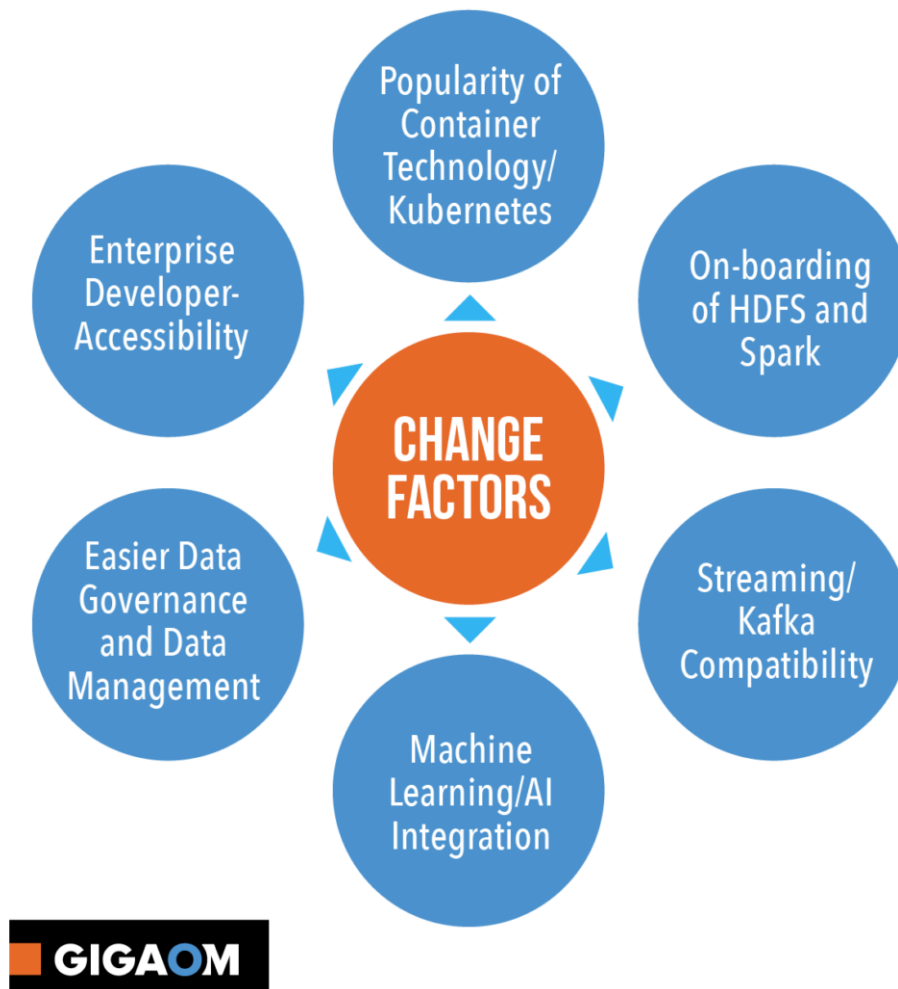 Popularity of
Container
Technology/
Kubernetes
Enterprise
Developer-
Accessibility
On-boarding
of HDFS and
Spark
CHANGE
FACTORS
Easier Data
Governance
and Data
Management
Streaming/
Kafka
Compatibility
Machine
Learning/AI
Integration
GIGAOM